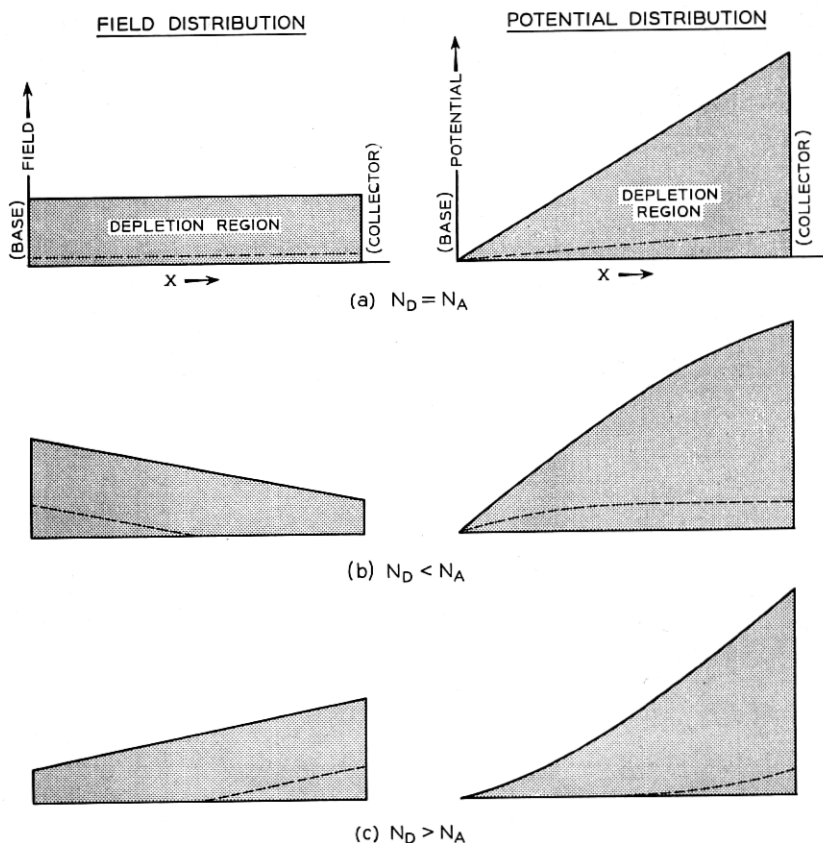 FIELD DISTRIBUTION
POTENTIAL DISTRIBUTION
FIELD
(BASE)
DEPLETION REGION
(COLLECTOR)
X
POTENTIAL
(BASE)
DEPLETION
REGION
(COLLECTOR)
X
(a) N_D = N_A
(b) N_D < N_A
(c) N_D > N_A